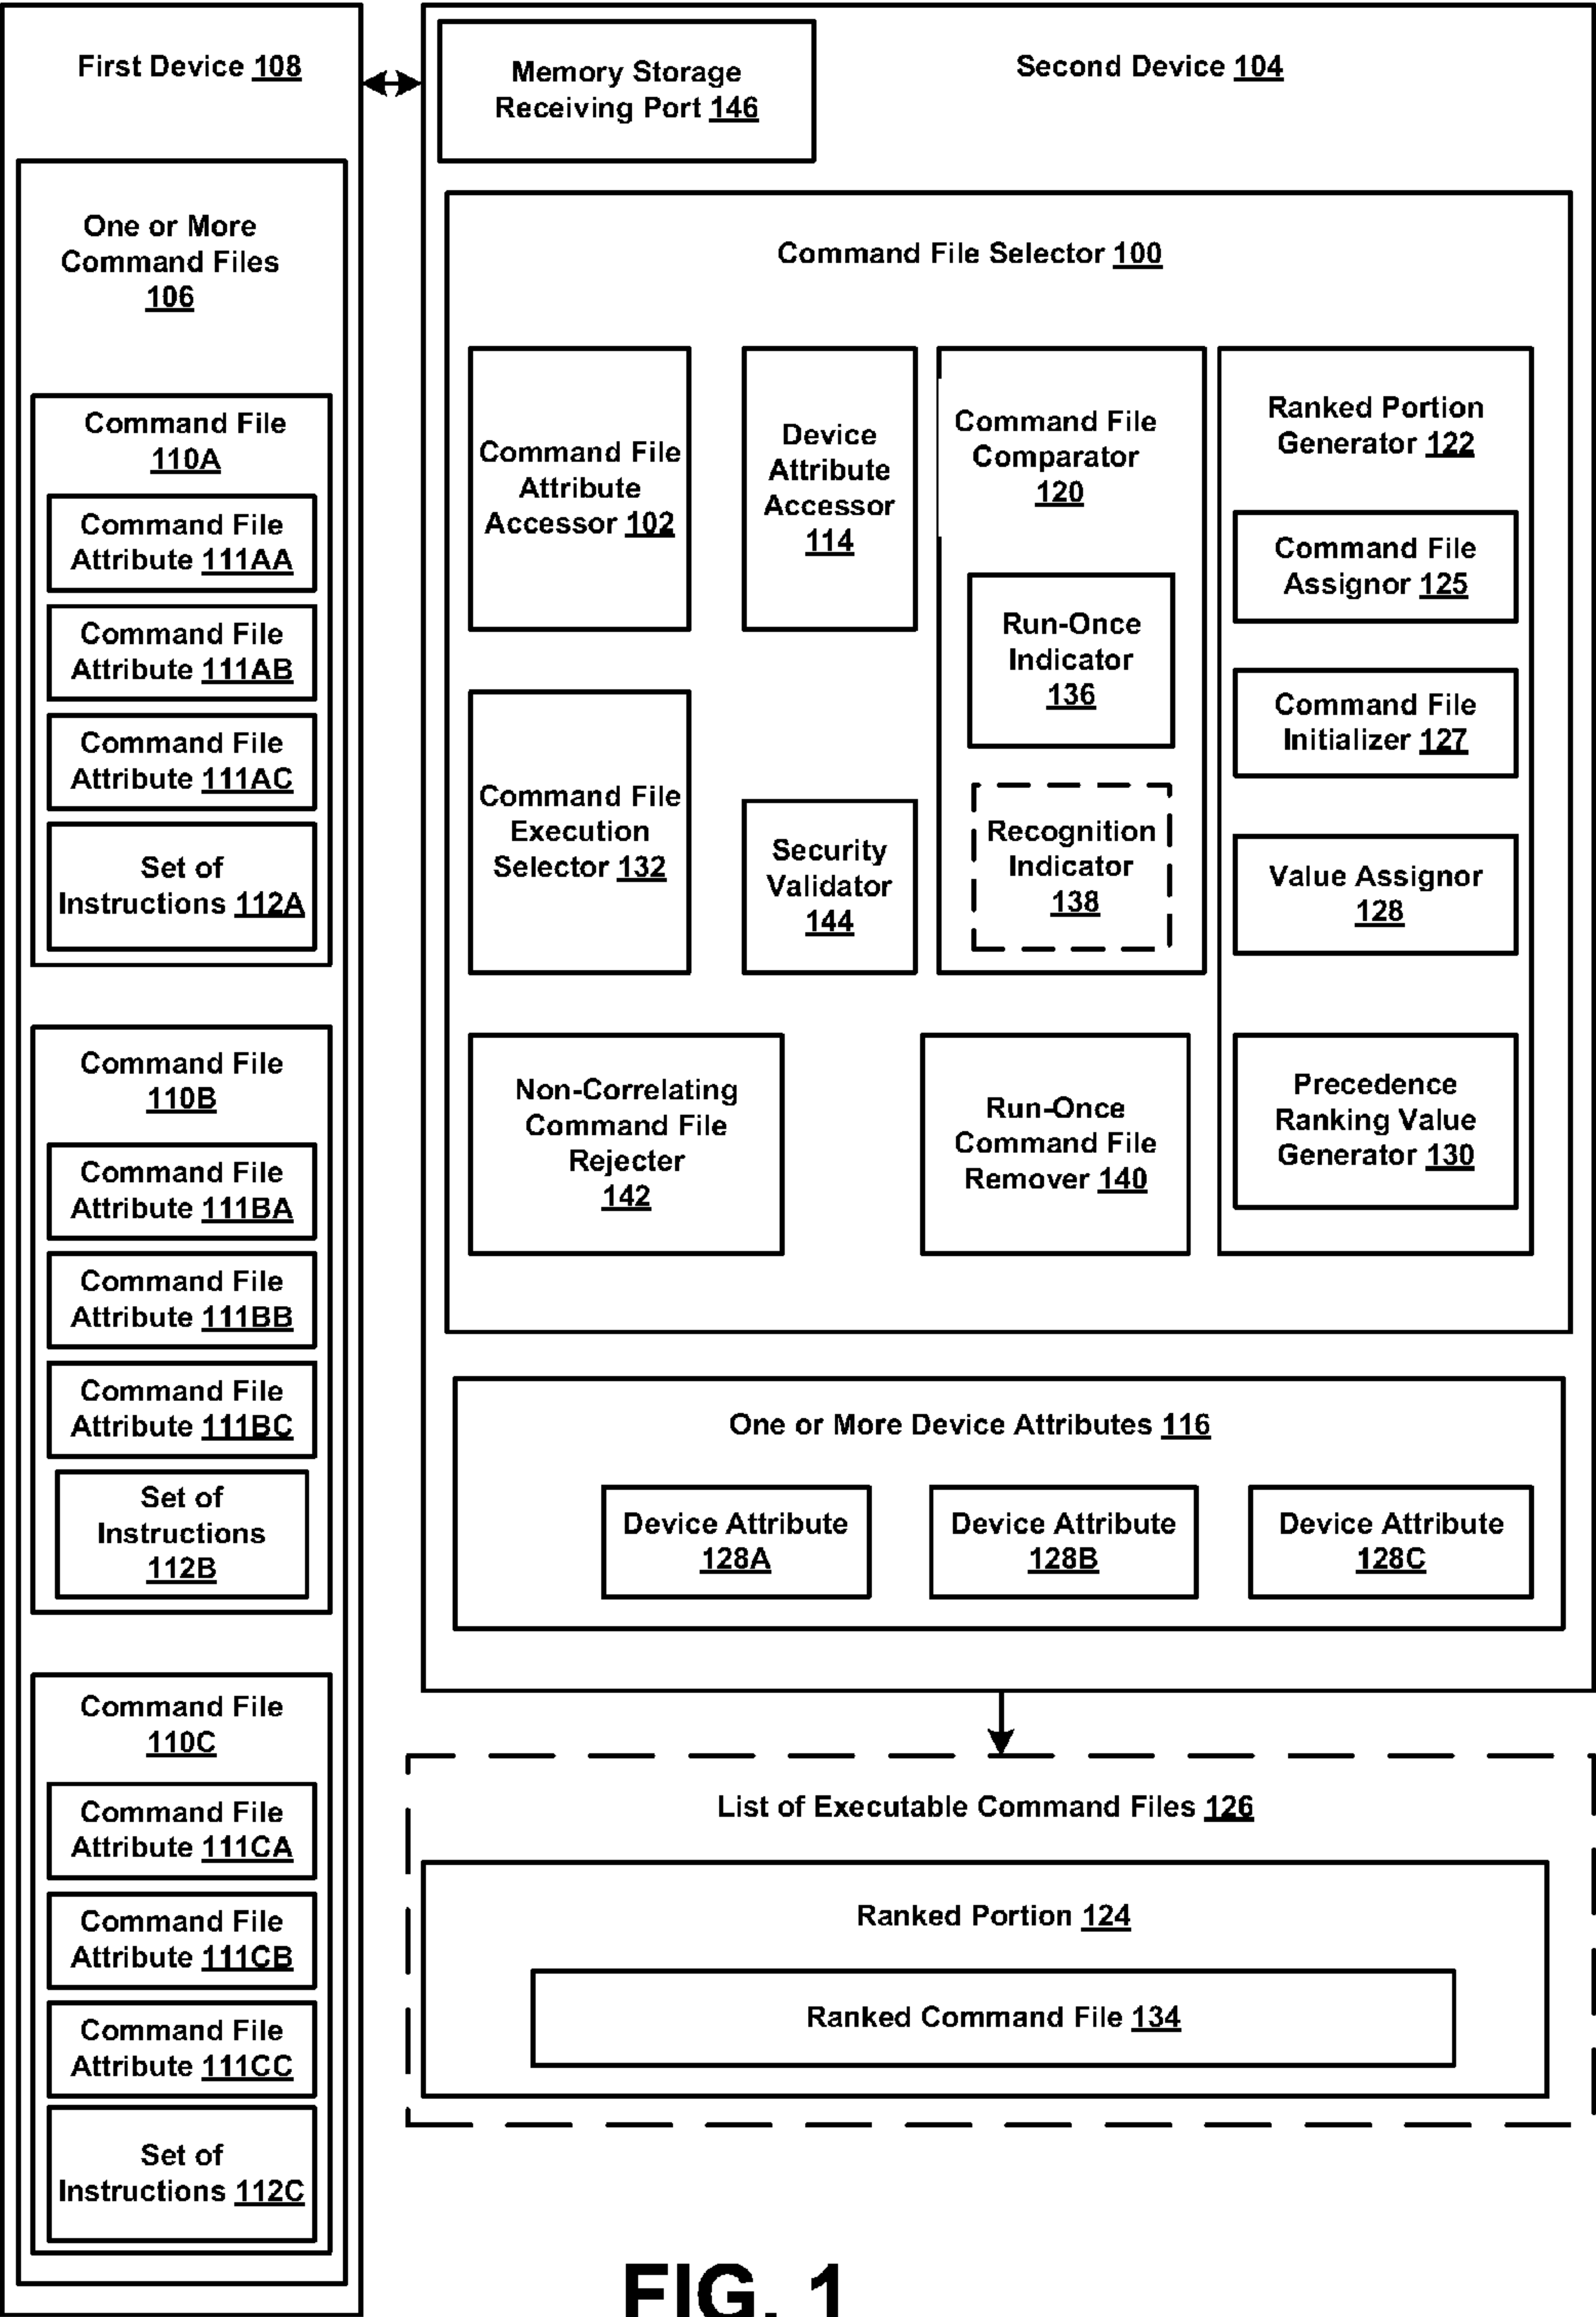 First Device 108
One or More
Command Files
106
Command File
110A
Command File
Attribute 111AA
Command File
Attribute 111AB
Command File
Attribute 111AC
Set of
Instructions 112A
Command File
110B
Command File
Attribute 111BA
Command File
Attribute 111BB
Command File
Attribute 111BC
Set of
Instructions
112B
Command File
110C
Command File
Attribute 111CA
Command File
Attribute 111CB
Command File
Attribute 111CC
Set of
Instructions 112C
Memory Storage
Receiving Port 146
Second Device 104
Command File Selector 100
Command File
Attribute
Accessor 102
Device
Attribute
Accessor
114
Command File
Comparator
120
Run-Once
Indicator
136
Recognition
Indicator
138
Ranked Portion
Generator 122
Command File
Assignor 125
Command File
Initializer 127
Value Assignor
128
Precedence
Ranking Value
Generator 130
Command File
Execution
Selector 132
Security
Validator
144
Non-Correlating
Command File
Rejecter
142
Run-Once
Command File
Remover 140
One or More Device Attributes 116
Device Attribute
128A
Device Attribute
128B
Device Attribute
128C
List of Executable Command Files 126
Ranked Portion 124
Ranked Command File 134
FIG. 1